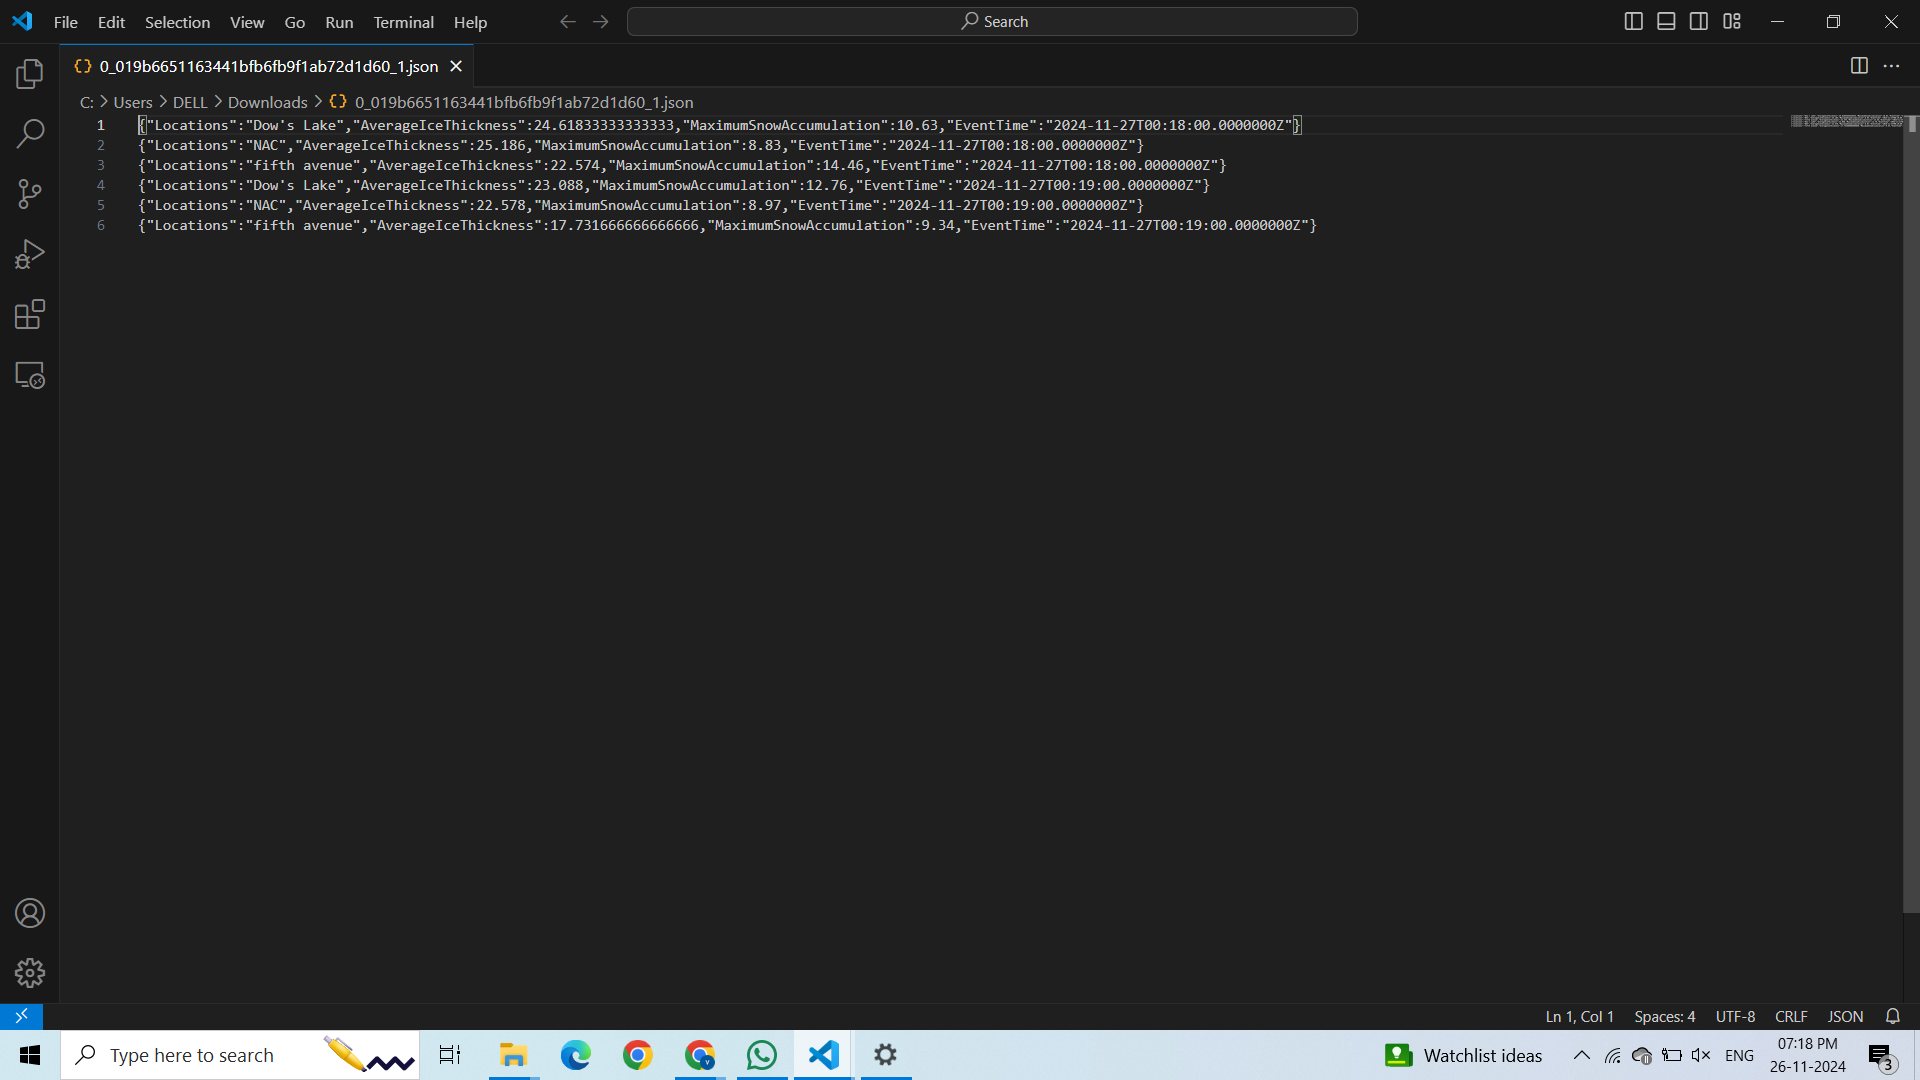 File Edit Selection View Go Run Terminal Help
Search
0_019b6651163441bfb6fb9f1ab72d1d60_1.json
C: > Users > DELL > Downloads > {} 0_019b6651163441bfb6fb9f1ab72d1d60_1.json
1 {"Locations":"Dow's Lake","AverageIceThickness":24.61833333333333,"MaximumSnowAccumulation":10.63,"EventTime":"2024-11-27T00:18:00.0000000Z"}
2 {"Locations":"NAC","AverageIceThickness":25.186,"MaximumSnowAccumulation":8.83,"EventTime":"2024-11-27T00:18:00.0000000Z"}
3 {"Locations":"fifth avenue","AverageIceThickness":22.574,"MaximumSnowAccumulation":14.46,"EventTime":"2024-11-27T00:18:00.0000000Z"}
4 {"Locations":"Dow's Lake","AverageIceThickness":23.088,"MaximumSnowAccumulation":12.76,"EventTime":"2024-11-27T00:19:00.0000000Z"}
5 {"Locations":"NAC","AverageIceThickness":22.578,"MaximumSnowAccumulation":8.97,"EventTime":"2024-11-27T00:19:00.0000000Z"}
6 {"Locations":"fifth avenue","AverageIceThickness":17.731666666666666,"MaximumSnowAccumulation":9.34,"EventTime":"2024-11-27T00:19:00.0000000Z"}
Ln 1, Col 1 Spaces: 4 UTF-8 CRLF JSON
Type here to search
Watchlist ideas
ENG
07:18 PM
26-11-2024
3